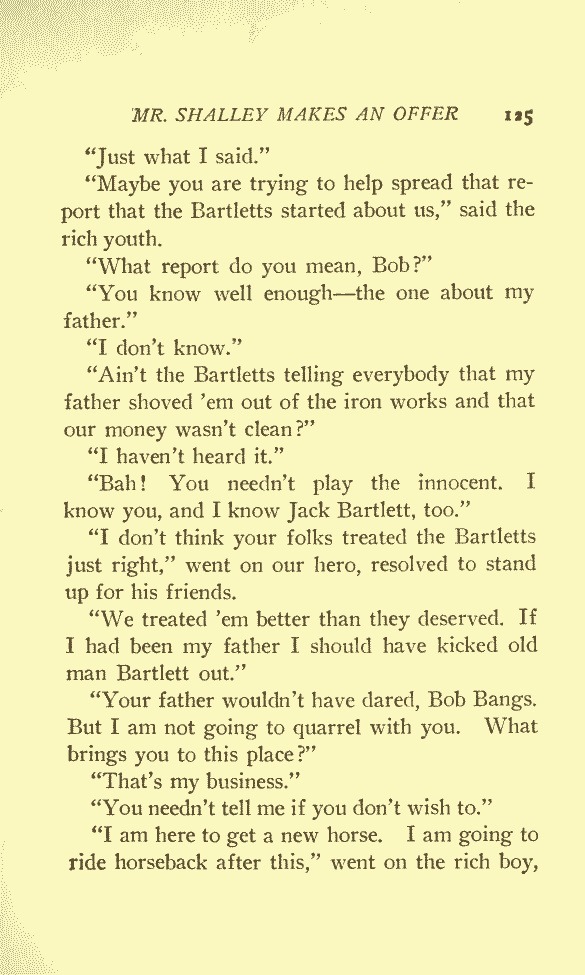 MR. SHALLEY MAKES AN OFFER 125
“Just what I said.”
“Maybe you are trying to help spread that re-
port that the Bartletts started about us,” said the
rich youth.
“What report do you mean, Bob?”
“You know well enough—the one about my
father.”
“I don’t know.”
“Ain’t the Bartletts telling everybody that my
father shoved ’em out of the iron works and that
our money wasn’t clean?”
“I haven’t heard it.”
“Bah! You needn’t play the innocent. I
know you, and I know Jack Bartlett, too.”
“I don’t think your folks treated the Bartletts
just right,” went on our hero, resolved to stand
up for his friends.
“We treated ’em better than they deserved. If
I had been my father I should have kicked old
man Bartlett out.”
“Your father wouldn’t have dared, Bob Bangs.
But I am not going to quarrel with you. What
brings you to this place?”
“That’s my business.”
“You needn’t tell me if you don’t wish to.”
“I am here to get a new horse. I am going to
ride horseback after this,” went on the rich boy,